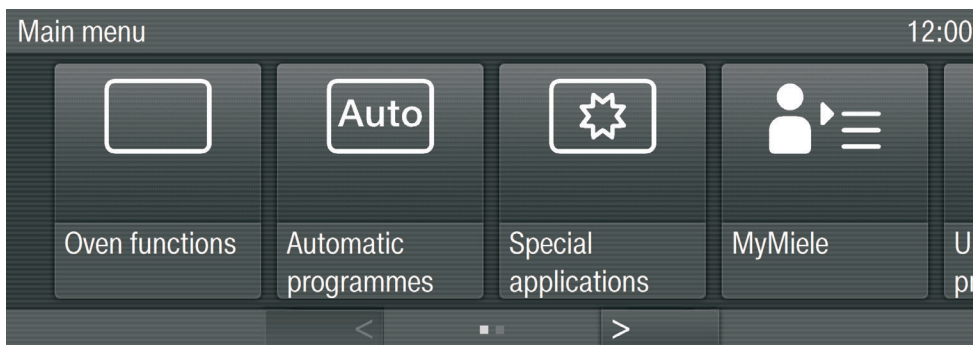 Main menu 12:00
Auto
Oven functions
Automatic
programmes
Special
applications
MyMiele
< >